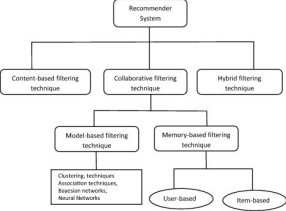 Recommender
System
Content-based filtering
technique
Collaborative filtering
technique
Hybrid filtering
technique
Model-based filtering
technique
Memory-based filtering
technique
Clustering, techniques
Association techniques,
Bayesian networks,
Neural Networks
User-based
Item-based